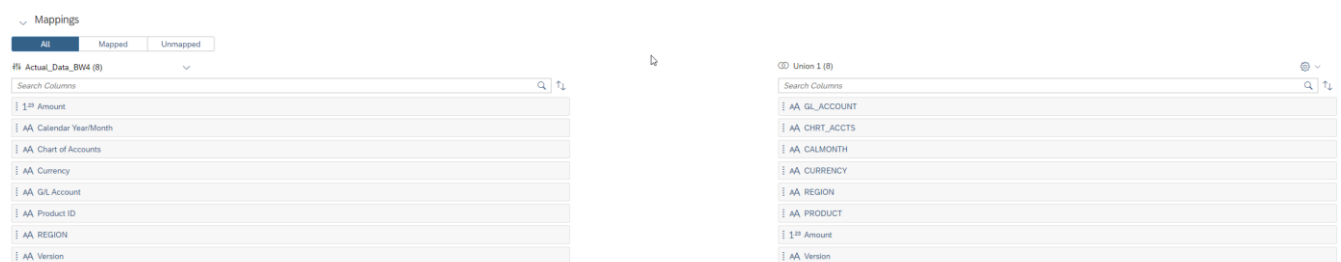 Mappings
All Mapped Unmapped
Actual_Data_BW4 (8)
Search Columns
123 Amount
AA Calendar Year/Month
AA Chart of Accounts
AA Currency
AA G/L Account
AA Product ID
AA REGION
AA Version
Union 1 (8)
Search Columns
AA GL_ACCOUNT
AA CHRT_ACCTS
AA CALMONTH
AA CURRENCY
AA REGION
AA PRODUCT
123 Amount
AA Version